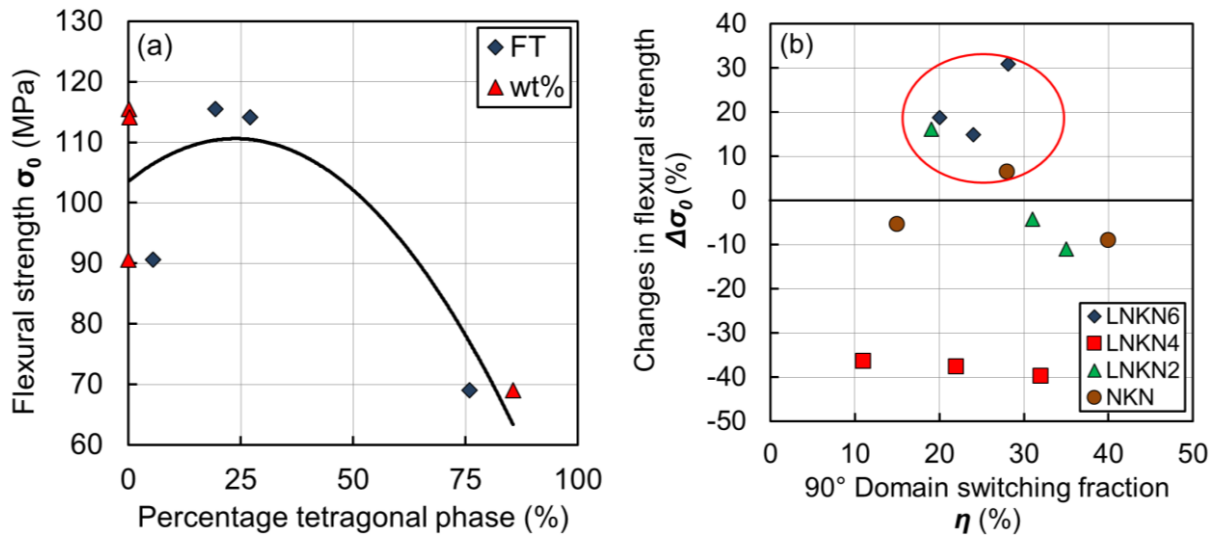 (a)
FT
wt%
Flexural strength σ₀ (MPa)
130
120
110
100
90
80
70
60
0
25
50
75
100
Percentage tetragonal phase (%)
(b)
Changes in flexural strength
Δσ₀ (%)
40
30
20
10
0
-10
-20
-30
-40
-50
LNKN6
LNKN4
LNKN2
NKN
0
10
20
30
40
50
90° Domain switching fraction
η (%)